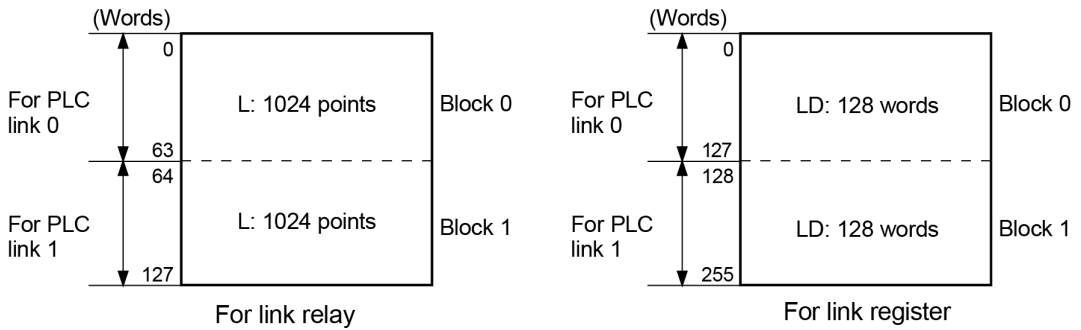 (Words)
0
For PLC
link 0
L: 1024 points
Block 0
63
64
For PLC
link 1
L: 1024 points
Block 1
127
For link relay
(Words)
0
For PLC
link 0
LD: 128 words
Block 0
127
128
For PLC
link 1
LD: 128 words
Block 1
255
For link register